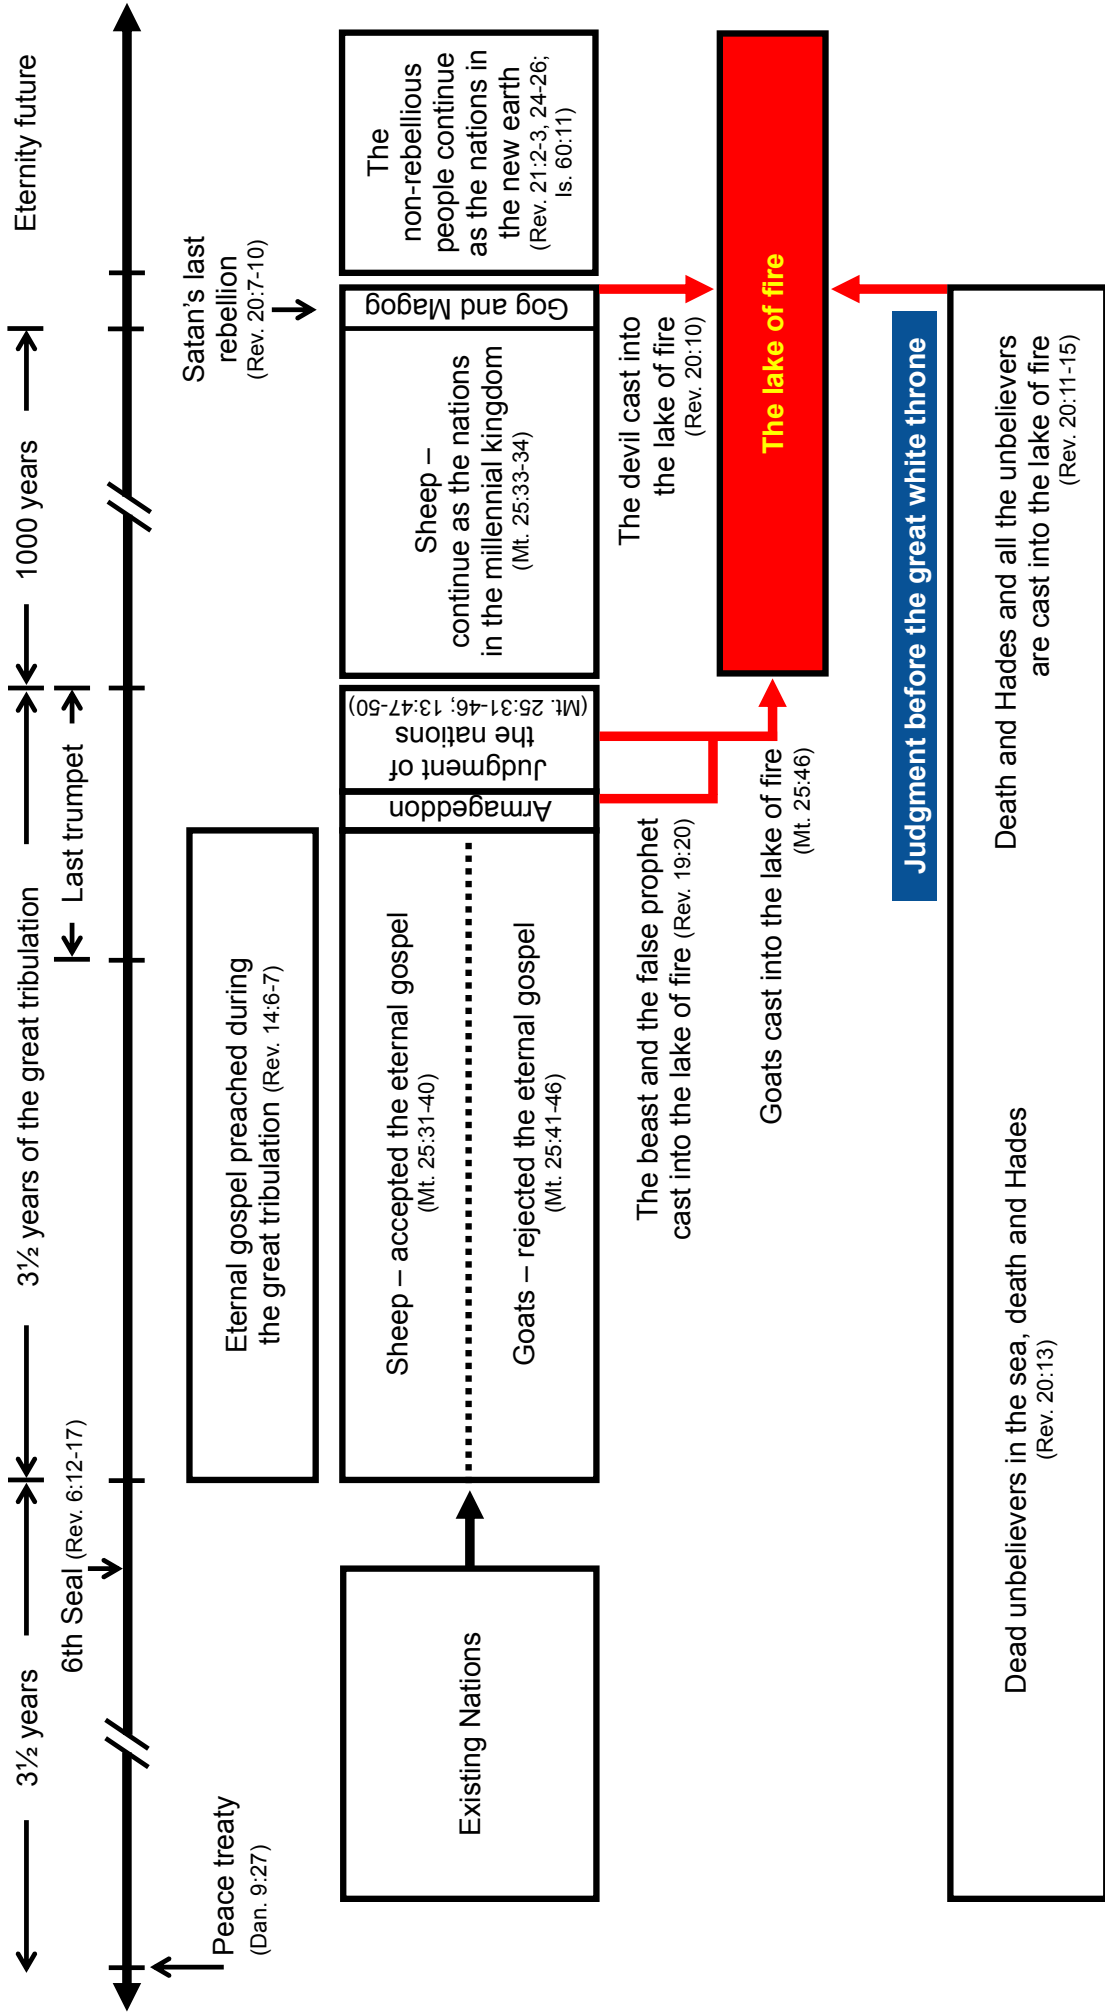 3½ years
3½ years of the great tribulation
1000 years
Eternity future
6th Seal (Rev. 6:12-17)
Last trumpet
Peace treaty
(Dan. 9:27)
Satan’s last
rebellion
(Rev. 20:7-10)
Eternal gospel preached during
the great tribulation (Rev. 14:6-7)
Existing Nations
Sheep – accepted the eternal gospel
(Mt. 25:31-40)
Goats – rejected the eternal gospel
(Mt. 25:41-46)
Armageddon
Judgment of
the nations
(Mt. 25:31-46; 13:47-50)
Sheep –
continue as the nations
in the millennial kingdom
(Mt. 25:33-34)
Gog and Magog
The
non-rebellious
people continue
as the nations in
the new earth
(Rev. 21:2-3, 24-26;
Is. 60:11)
The beast and the false prophet
cast into the lake of fire (Rev. 19:20)
Goats cast into the lake of fire
(Mt. 25:46)
The devil cast into
the lake of fire
(Rev. 20:10)
The lake of fire
Judgment before the great white throne
Dead unbelievers in the sea, death and Hades
(Rev. 20:13)
Death and Hades and all the unbelievers
are cast into the lake of fire
(Rev. 20:11-15)